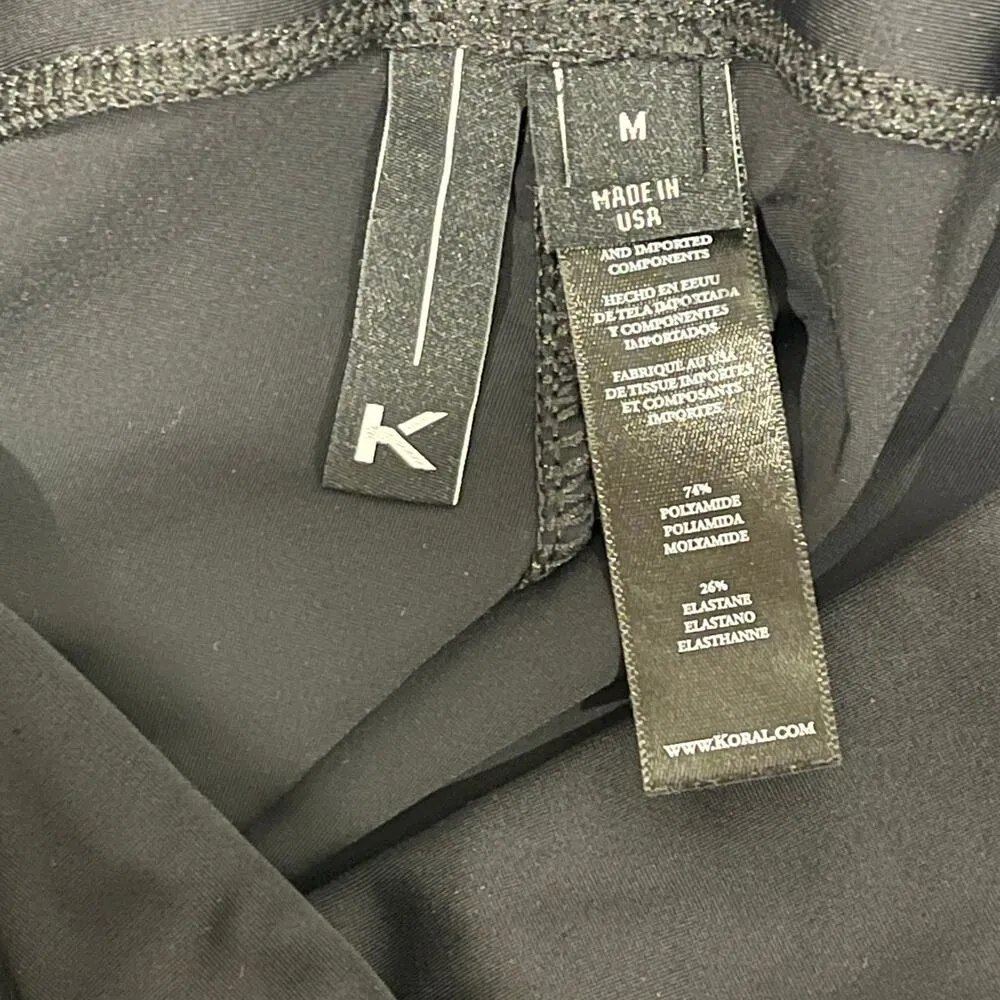 K
M
MADE IN
USA
AND IMPORTED
COMPONENTS
HECHO EN EEUU
DE TELA IMPORTADA
Y COMPONENTES
IMPORTADOS
FABRIQUE AU USA
DE TISSUE IMPORTES
ET COMPOSANTS
IMPORTES
74%
POLYAMIDE
POLIAMIDA
MOLYAMIDE
26%
ELASTANE
ELASTANO
ELASTHANNE
WWW.KORAL.COM